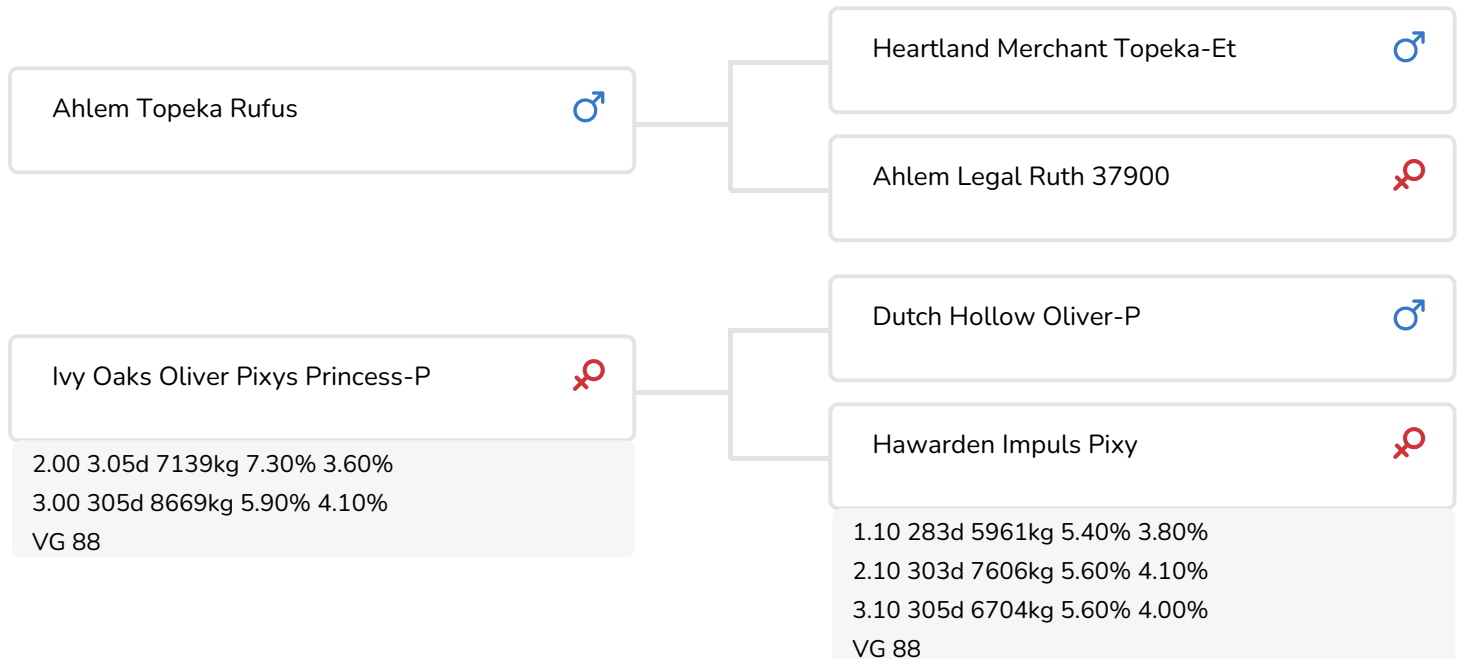 Heartland Merchant Topeka-Et
Ahlem Topeka Rufus
Ahlem Legal Ruth 37900
Dutch Hollow Oliver-P
Ivy Oaks Oliver Pixys Princess-P
2.00 3.05d 7139kg 7.30% 3.60%
3.00 305d 8669kg 5.90% 4.10%
VG 88
Hawarden Impuls Pixy
1.10 283d 5961kg 5.40% 3.80%
2.10 303d 7606kg 5.60% 4.10%
3.10 305d 6704kg 5.60% 4.00%
VG 88